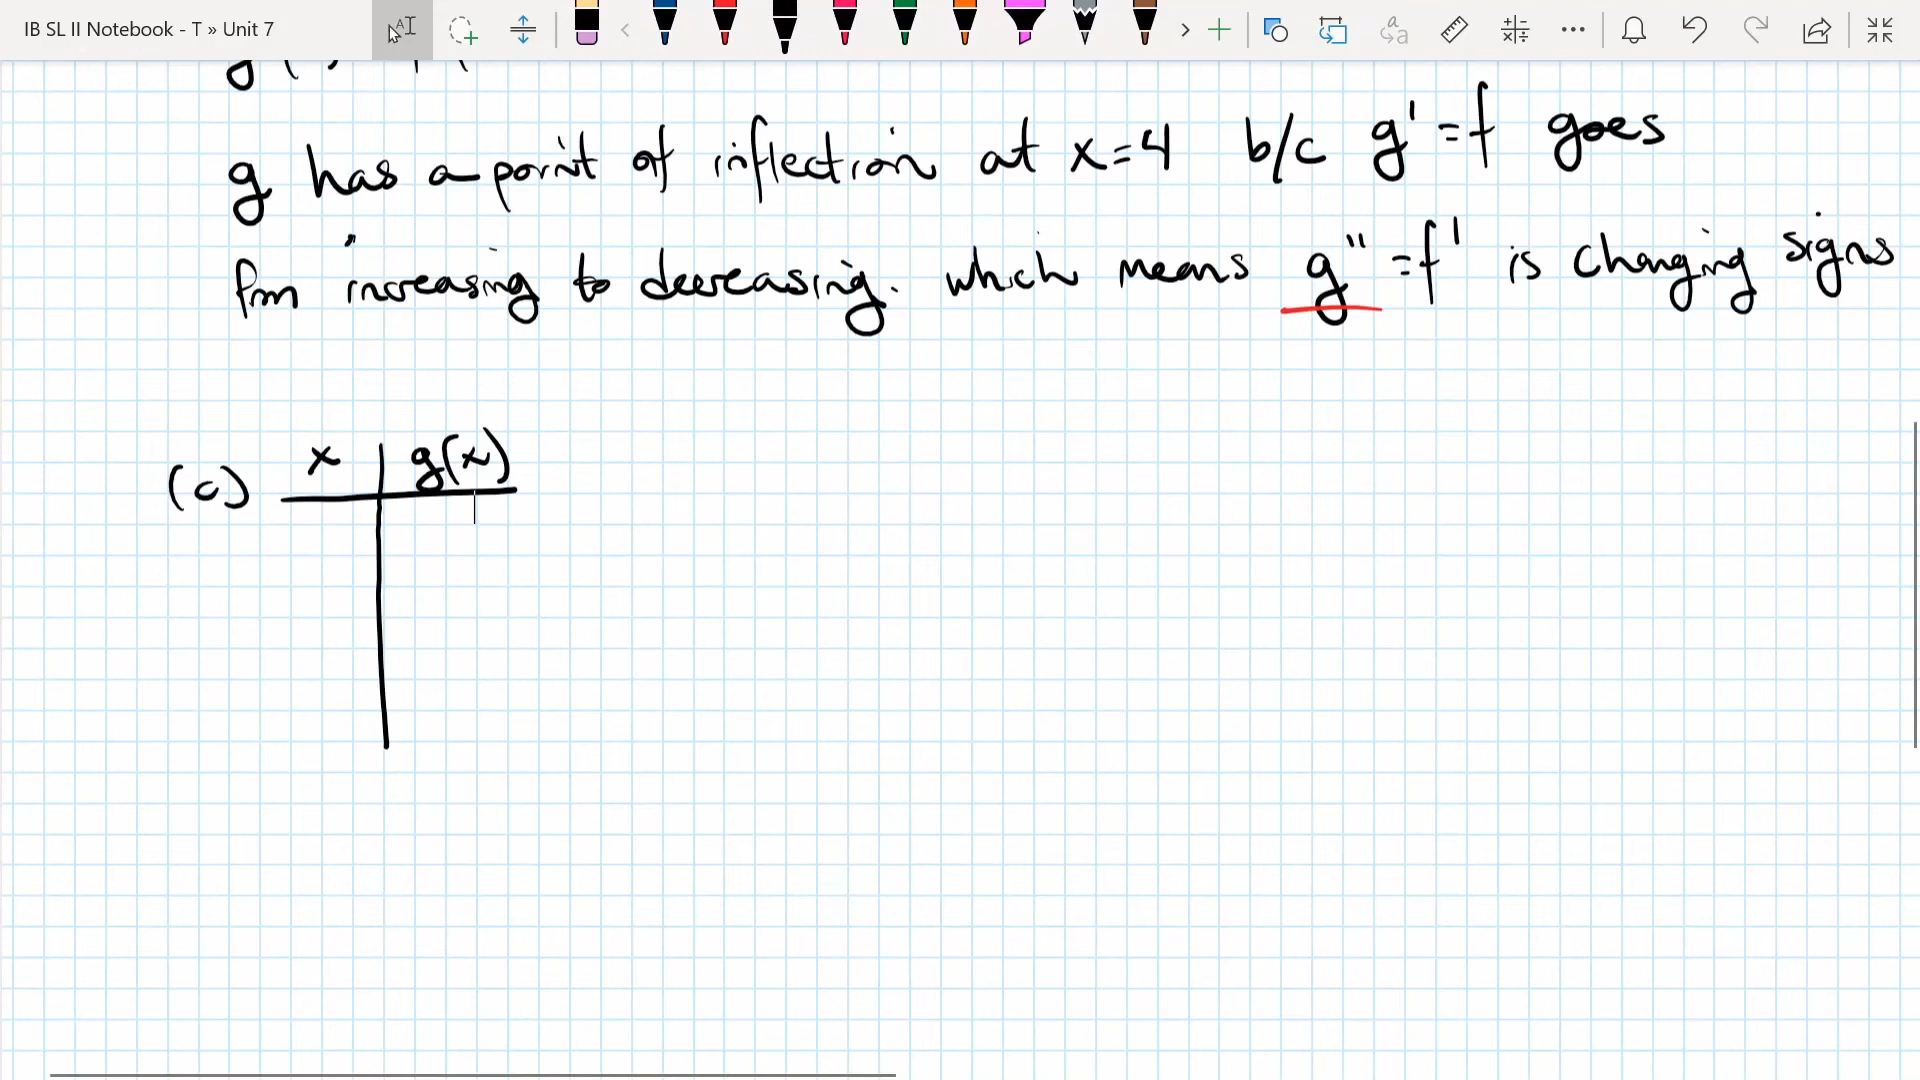 IB SL II Notebook - T » Unit 7
g has a point of inflection at x=4 b/c g' = f goes
from increasing to decreasing. which means g'' = f' is changing signs
(c) x | g(x)